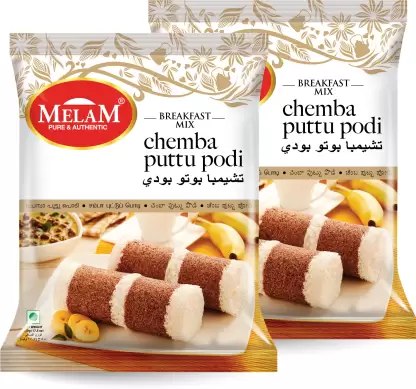 MELAM®
PURE & AUTHENTIC
BREAKFAST
MIX
chemba
puttu podi
تشيمبا بوتو بودي
BREAKFAST
MIX
chemba
puttu podi
تشيمبا بوتو بودي